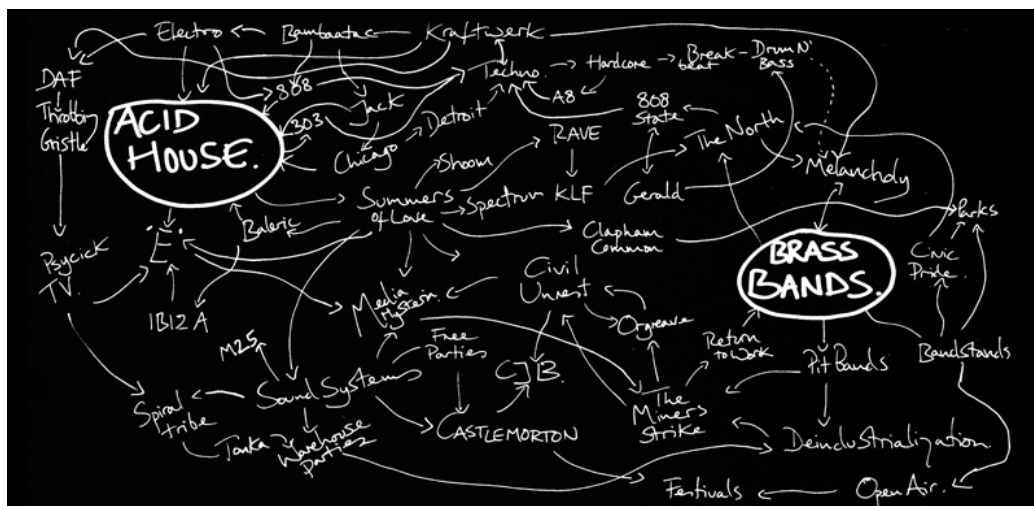 Electro
Bambaata
Kraftwerk
DAF
Throbbing
Gristle
808
Techno
Hardcore
Break
beat
Drum N'
Bass
ACID
HOUSE.
303
Jack
A8
808
State
Detroit
Chicago
RAVE
The North
Shoom
Summers
of Love
Spectrum
KLF
Gerald
Melancholy
Baleric
Clapham
Common
Parks
Civic
Pride.
BRASS
BANDS.
Psycick
TV.
'E'
IBIZA
Media
Hysteria
Civil
Unrest
Orgreave
Return
to Work
Pit Bands
Bandstands
M25
Free
Parties
CJB.
Sound Systems
Spiral
tribe
The
Miners
Strike
Tonka
Warehouse
Parties
CASTLEMORTON
Deindustrialization.
Festivals
Open Air.